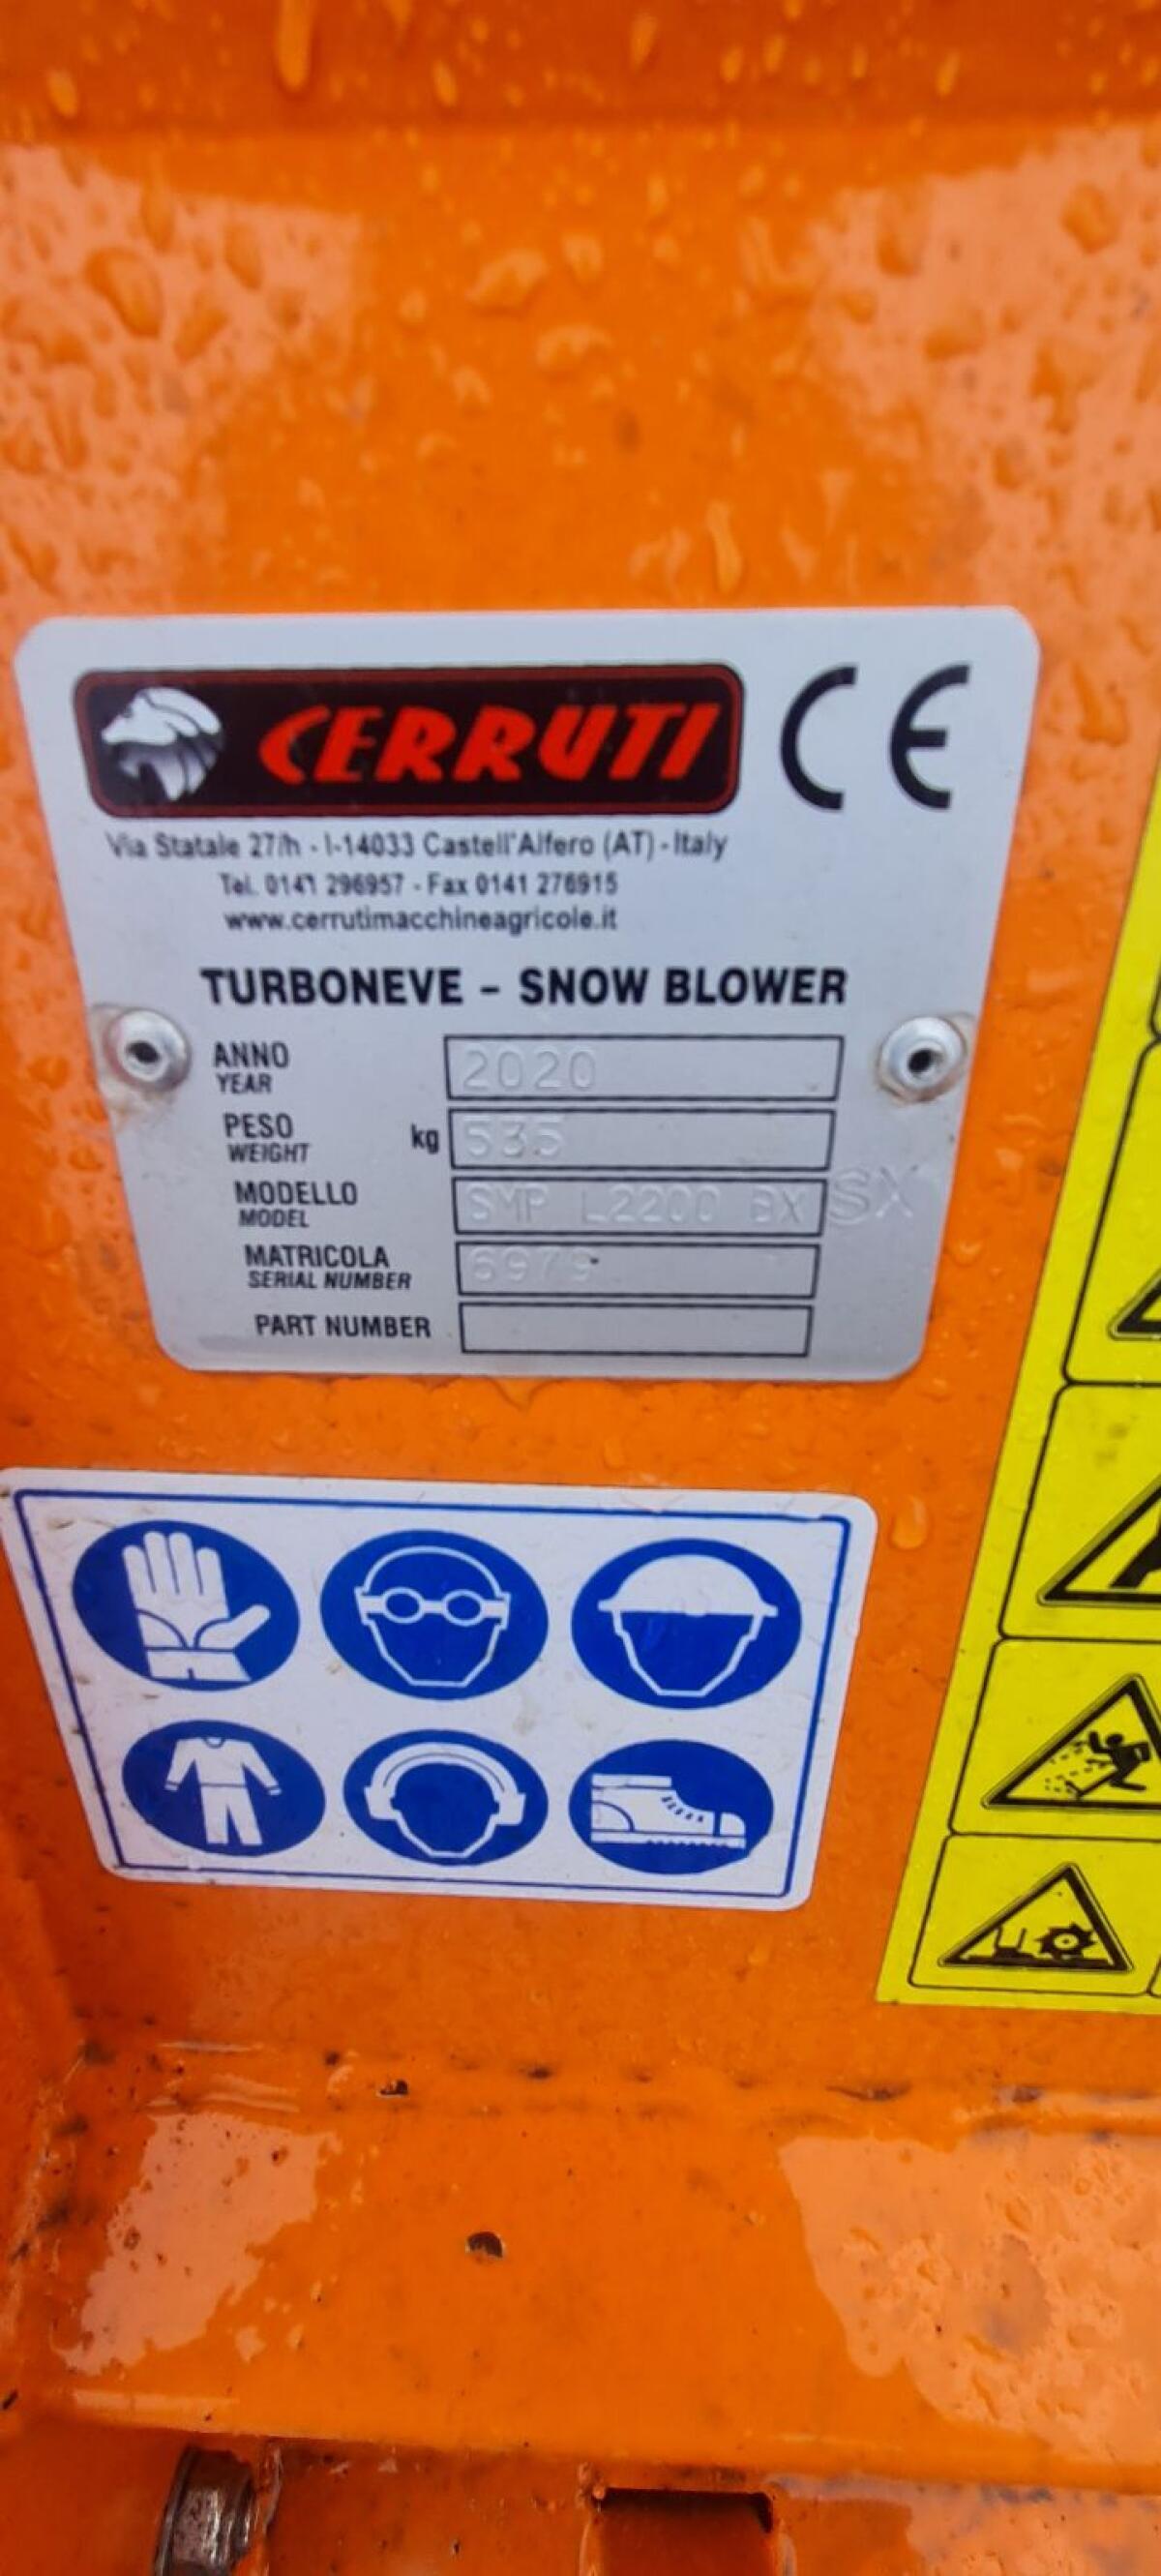 CERRUTI CE
Via Statale 27/h - I-14033 Castell'Alfero (AT) - Italy
Tel. 0141 296957 - Fax 0141 276915
www.cerrutimacchineagricole.it
TURBONEVE - SNOW BLOWER
ANNO 2020
YEAR
PESO kg 535
WEIGHT
MODELLO SMP L2200 BX SX
MODEL
MATRICOLA 6979
SERIAL NUMBER
PART NUMBER